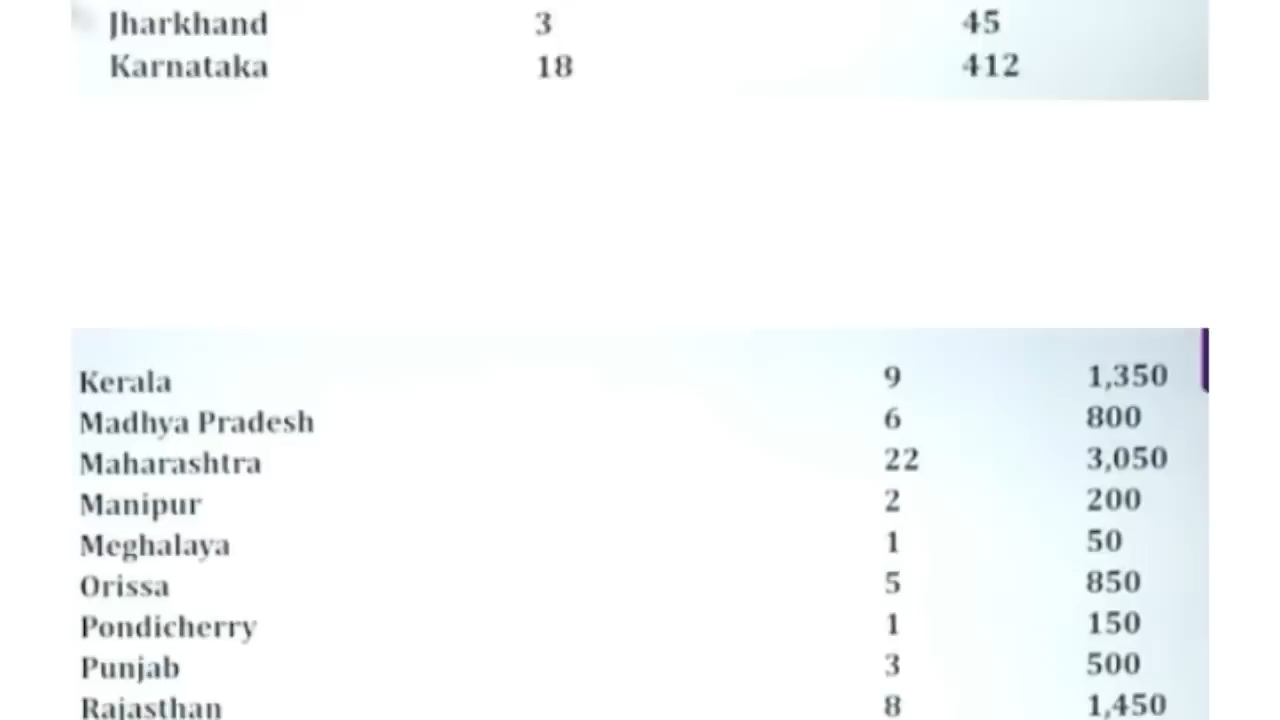 Jharkhand 3 45
Karnataka 18 412
Kerala 9 1,350
Madhya Pradesh 6 800
Maharashtra 22 3,050
Manipur 2 200
Meghalaya 1 50
Orissa 5 850
Pondicherry 1 150
Punjab 3 500
Rajasthan 8 1,450